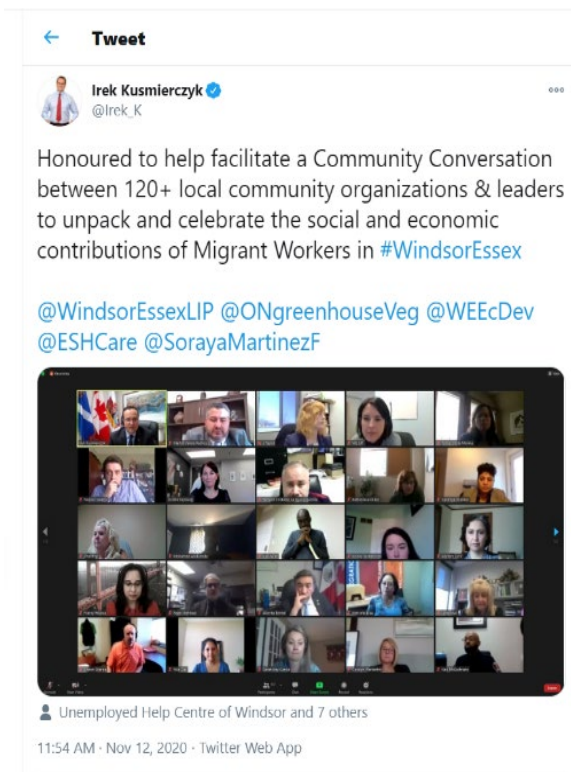 Tweet
Irek Kusmierczyk
@Irek_K
Honoured to help facilitate a Community Conversation
between 120+ local community organizations & leaders
to unpack and celebrate the social and economic
contributions of Migrant Workers in #WindsorEssex
@WindsorEssexLIP @ONgreenhouseVeg @WEEcDev
@ESHCare @SorayaMartinezF
Unemployed Help Centre of Windsor and 7 others
11:54 AM · Nov 12, 2020 · Twitter Web App